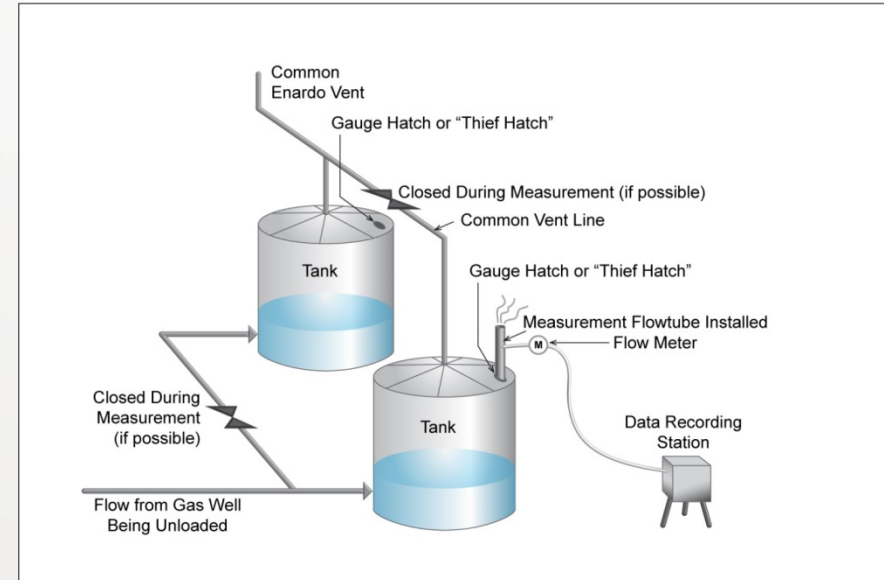 Common
Enardo Vent
Gauge Hatch or “Thief Hatch”
Closed During Measurement (if possible)
Common Vent Line
Tank
Gauge Hatch or “Thief Hatch”
Measurement Flowtube Installed
Flow Meter
M
Closed During
Measurement
(if possible)
Tank
Data Recording
Station
Flow from Gas Well
Being Unloaded